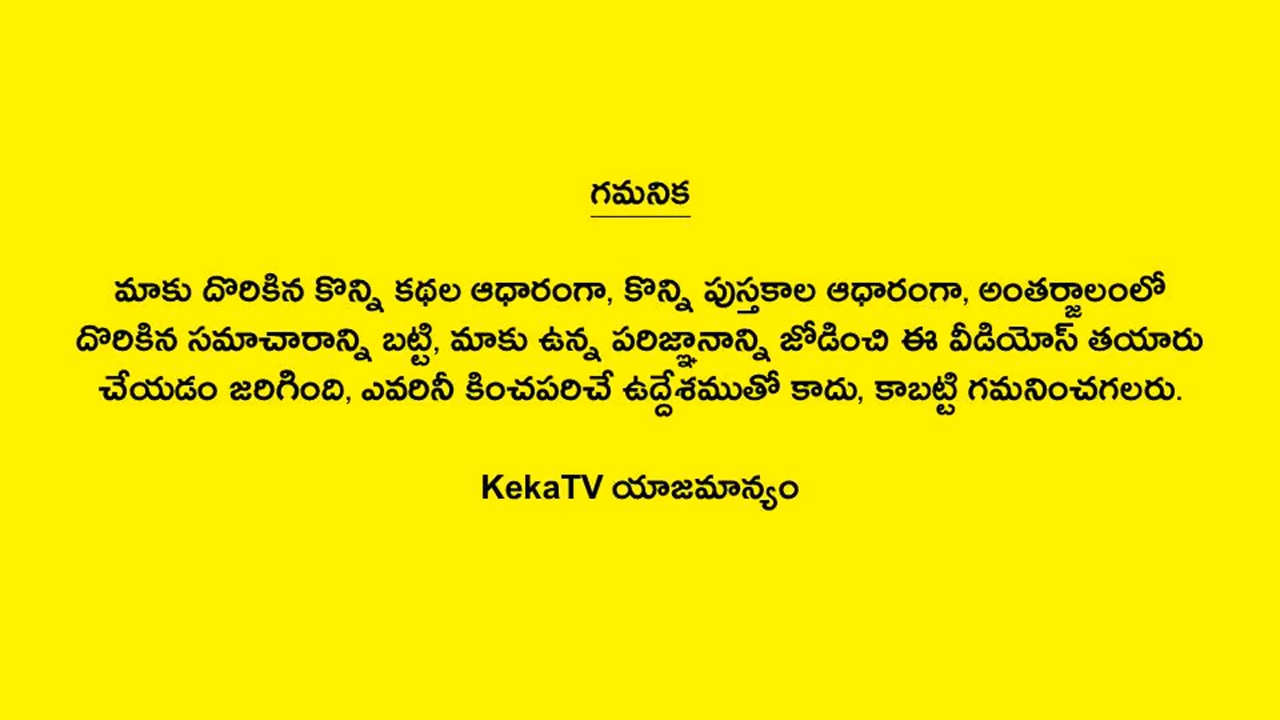 గమనిక
మాకు దొరికిన కొన్ని కథల ఆధారంగా, కొన్ని పుస్తకాల ఆధారంగా, అంతర్జాలంలో
దొరికిన సమాచారాన్ని బట్టి, మాకు ఉన్న పరిజ్ఞానాన్ని జోడించి ఈ వీడియోస్ తయారు
చేయడం జరిగింది, ఎవరినీ కించపరిచే ఉద్దేశముతో కాదు, కాబట్టి గమనించగలరు.
KekaTV యాజమాన్యం